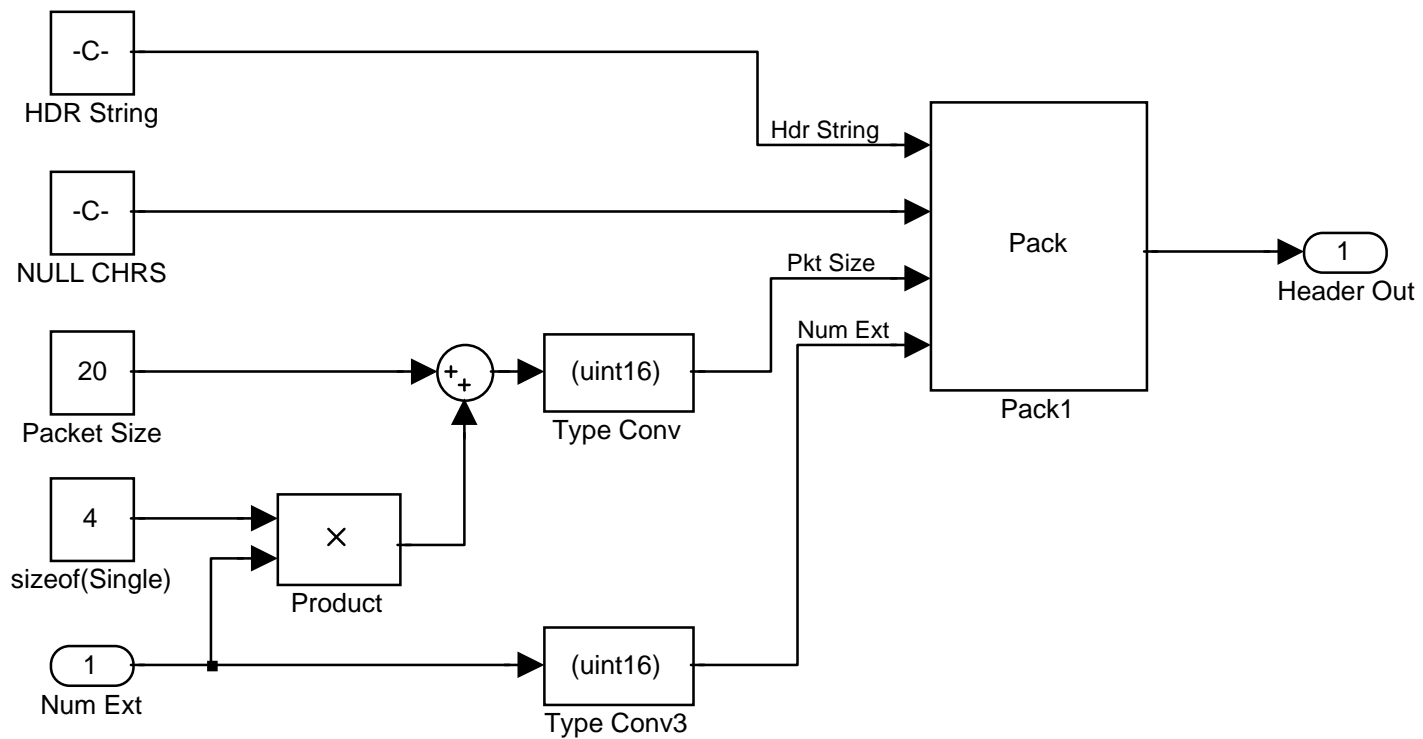 -C-
HDR String
Hdr String
-C-
NULL CHRS
Pack
Pack1
1
Header Out
Pkt Size
Num Ext
20
Packet Size
+
+
(uint16)
Type Conv
4
sizeof(Single)
×
Product
1
Num Ext
(uint16)
Type Conv3